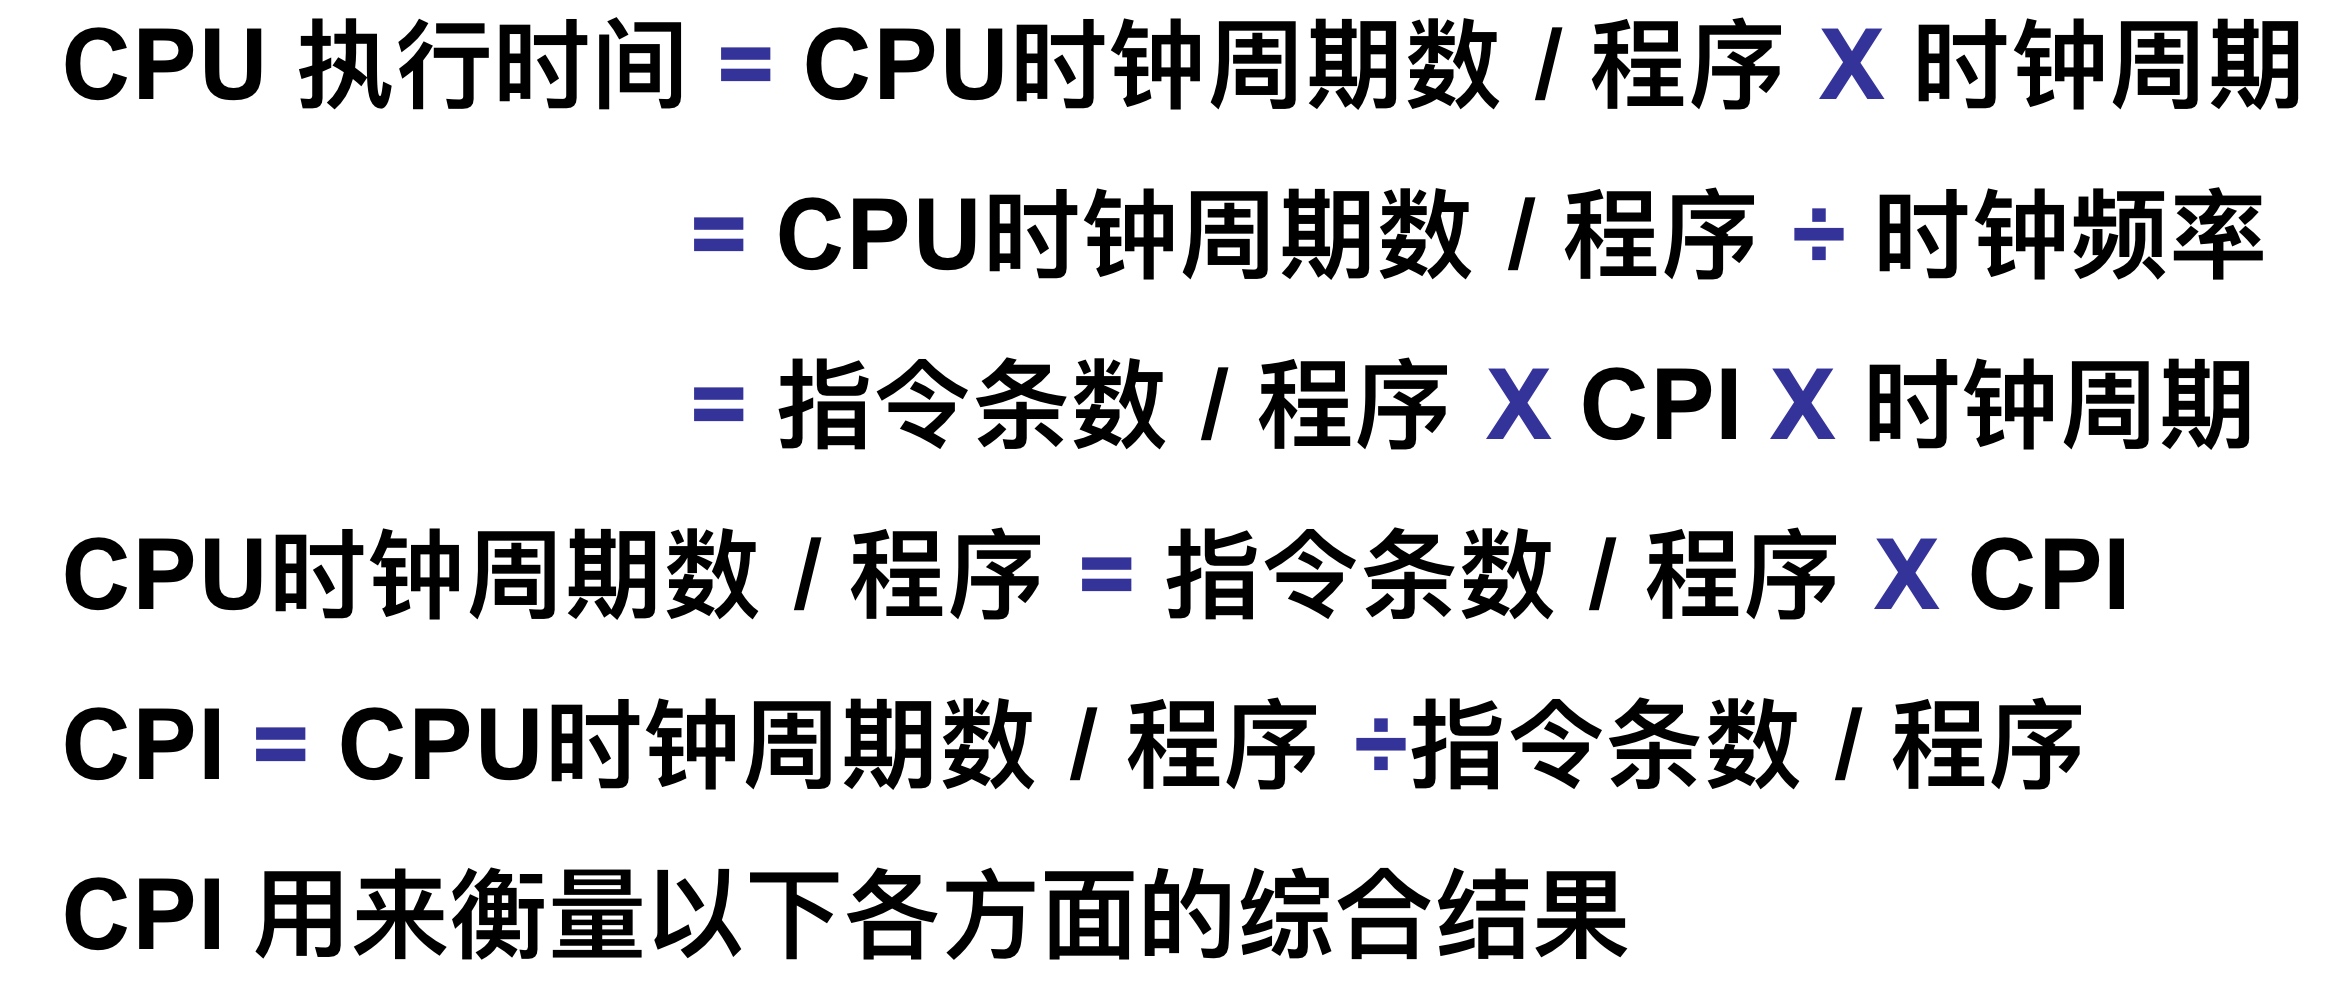 CPU 执行时间 = CPU时钟周期数 / 程序 X 时钟周期
= CPU时钟周期数 / 程序 ÷ 时钟频率
= 指令条数 / 程序 X CPI X 时钟周期
CPU时钟周期数 / 程序 = 指令条数 / 程序 X CPI
CPI = CPU时钟周期数 / 程序 ÷指令条数 / 程序
CPI 用来衡量以下各方面的综合结果